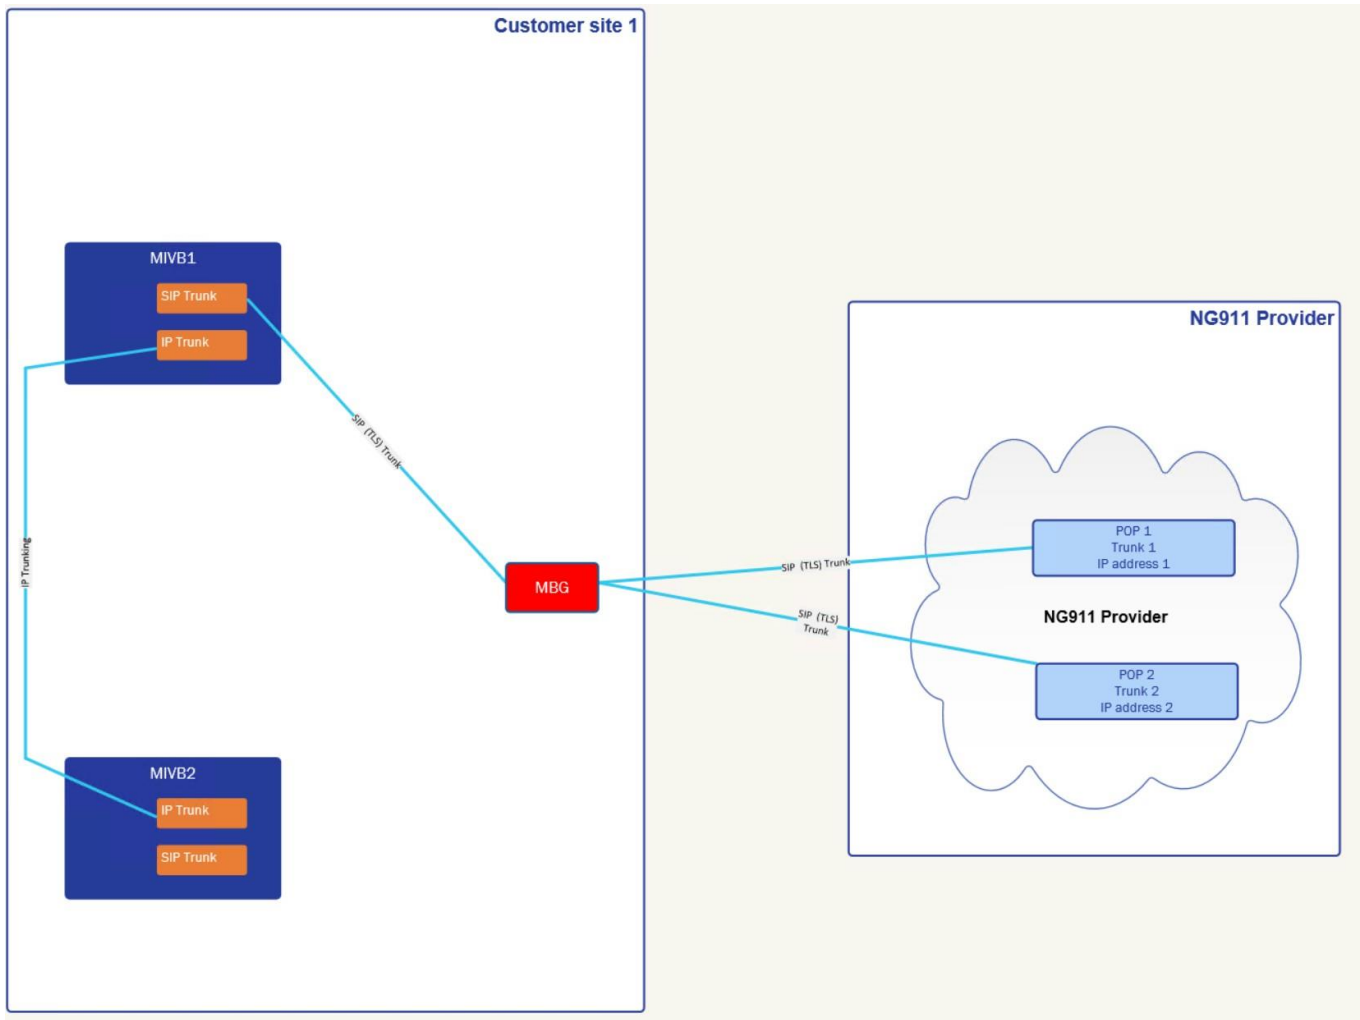 Customer site 1
MIVB1
SIP Trunk
IP Trunk
SIP (TLS) Trunk
IP Trunking
MBG
MIVB2
IP Trunk
SIP Trunk
SIP (TLS) Trunk
SIP (TLS)
Trunk
NG911 Provider
POP 1
Trunk 1
IP address 1
NG911 Provider
POP 2
Trunk 2
IP address 2